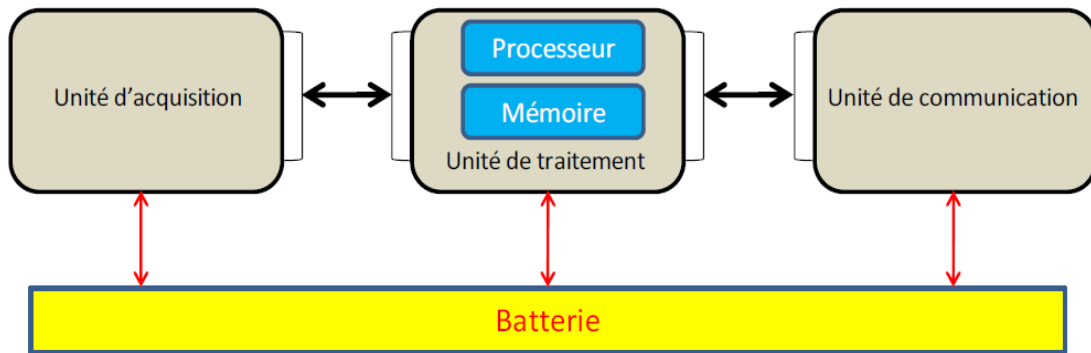 Unité d'acquisition
Processeur
Mémoire
Unité de traitement
Unité de communication
Batterie